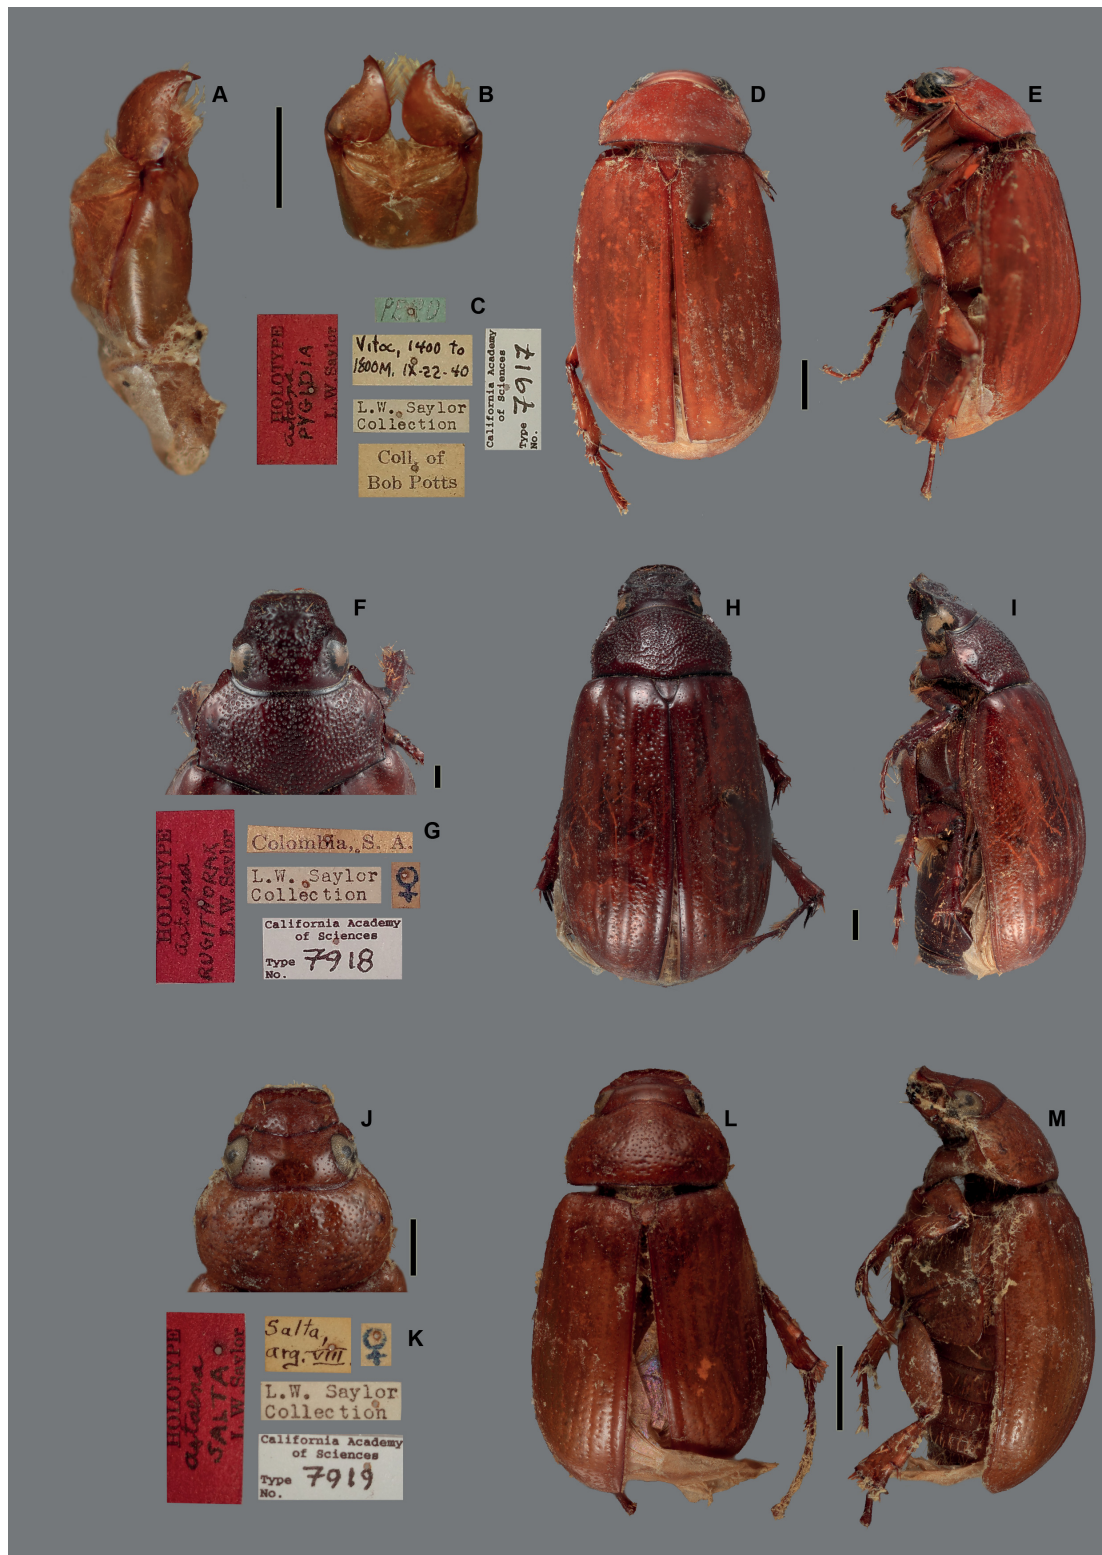 A
B
D
E
C
HOLOTYPE
astaena
PYGIDIA
L.W. Saylor
Vitoc, 1400 to
1800M, IX-22-40
L.W. Saylor
Collection
Coll. of
Bob Potts
California Academy
of Sciences
Type
No. 7167
F
H
I
G
HOLOTYPE
astaena
RUGITHORAX
L.W Saylor
Colombia, S. A.
L.W. Saylor
Collection
♀
California Academy
of Sciences
Type 7918
No.
J
L
M
K
HOLOTYPE
astaena
SALTA
L.W. Saylor
Salta,
arg. VIII
♀
L.W. Saylor
Collection
California Academy
of Sciences
Type 7919
No.